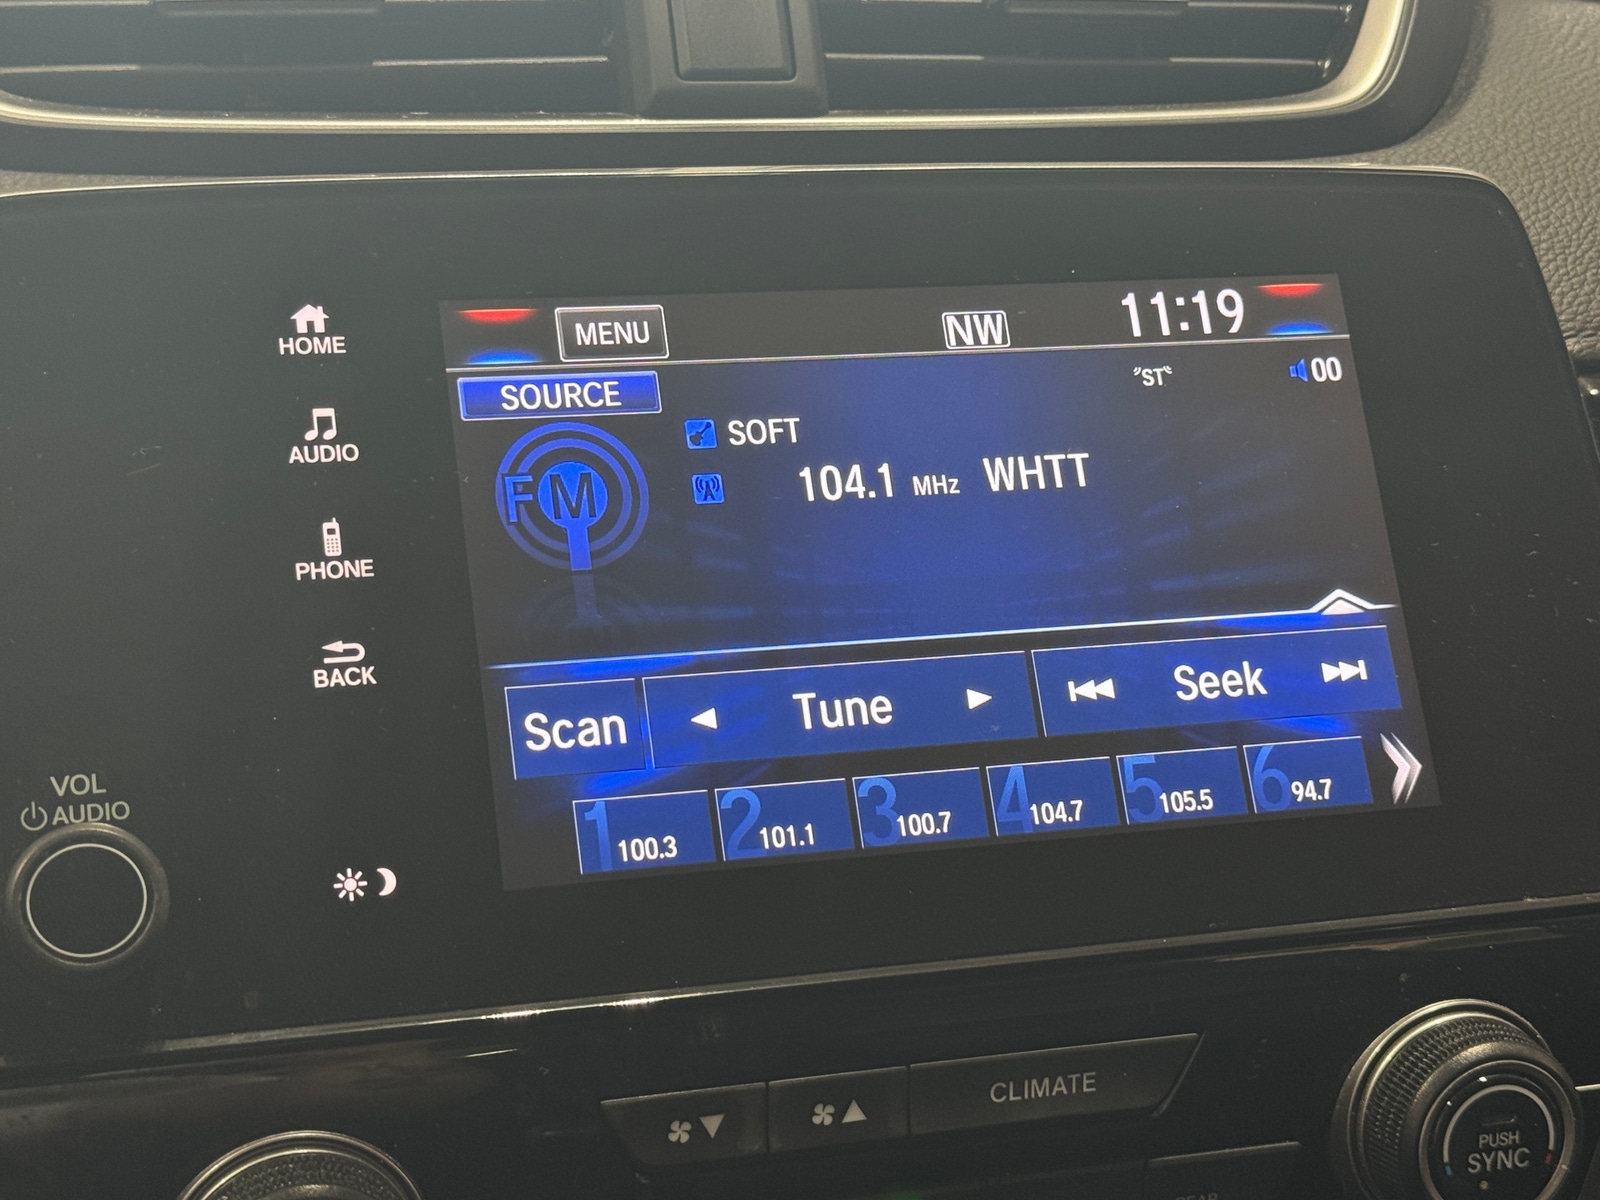 MENU
NW
11:19
HOME
SOURCE
"ST"
00
AUDIO
SOFT
FM
104.1 MHz WHTT
PHONE
BACK
Scan
Tune
Seek
VOL
AUDIO
1 100.3
2 101.1
3 100.7
4 104.7
5 105.5
6 94.7
CLIMATE
PUSH
SYNC
REAR